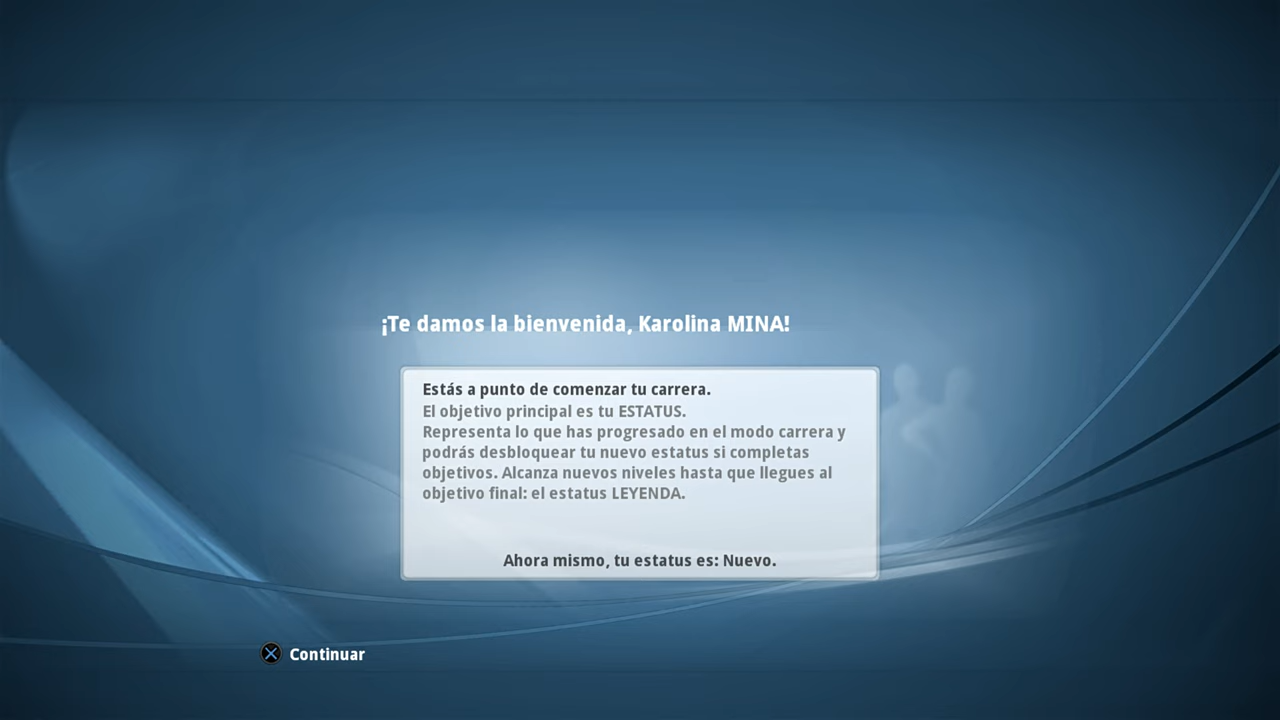 ¡Te damos la bienvenida, Karolina MINA!
Estás a punto de comenzar tu carrera.
El objetivo principal es tu ESTATUS.
Representa lo que has progresado en el modo carrera y
podrás desbloquear tu nuevo estatus si completas
objetivos. Alcanza nuevos niveles hasta que llegues al
objetivo final: el estatus LEYENDA.
Ahora mismo, tu estatus es: Nuevo.
Continuar